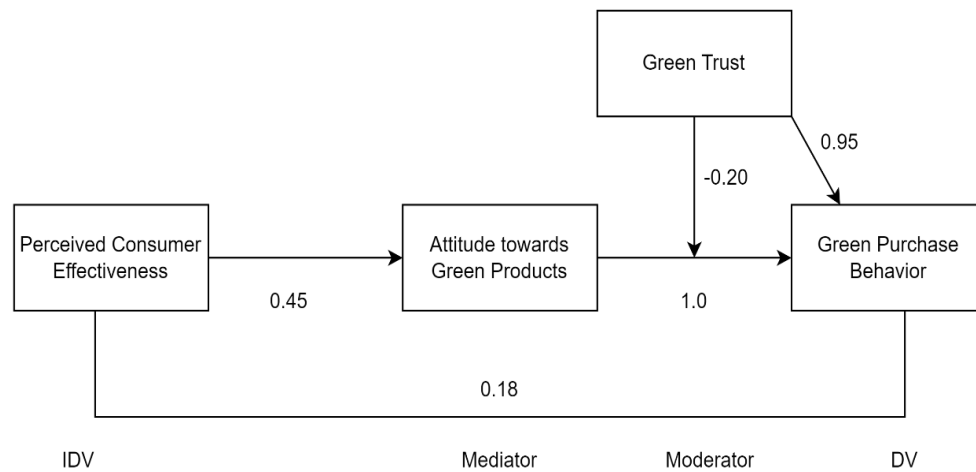 Green Trust
0.95
-0.20
Perceived Consumer
Effectiveness
Attitude towards
Green Products
Green Purchase
Behavior
0.45
1.0
0.18
IDV
Mediator
Moderator
DV